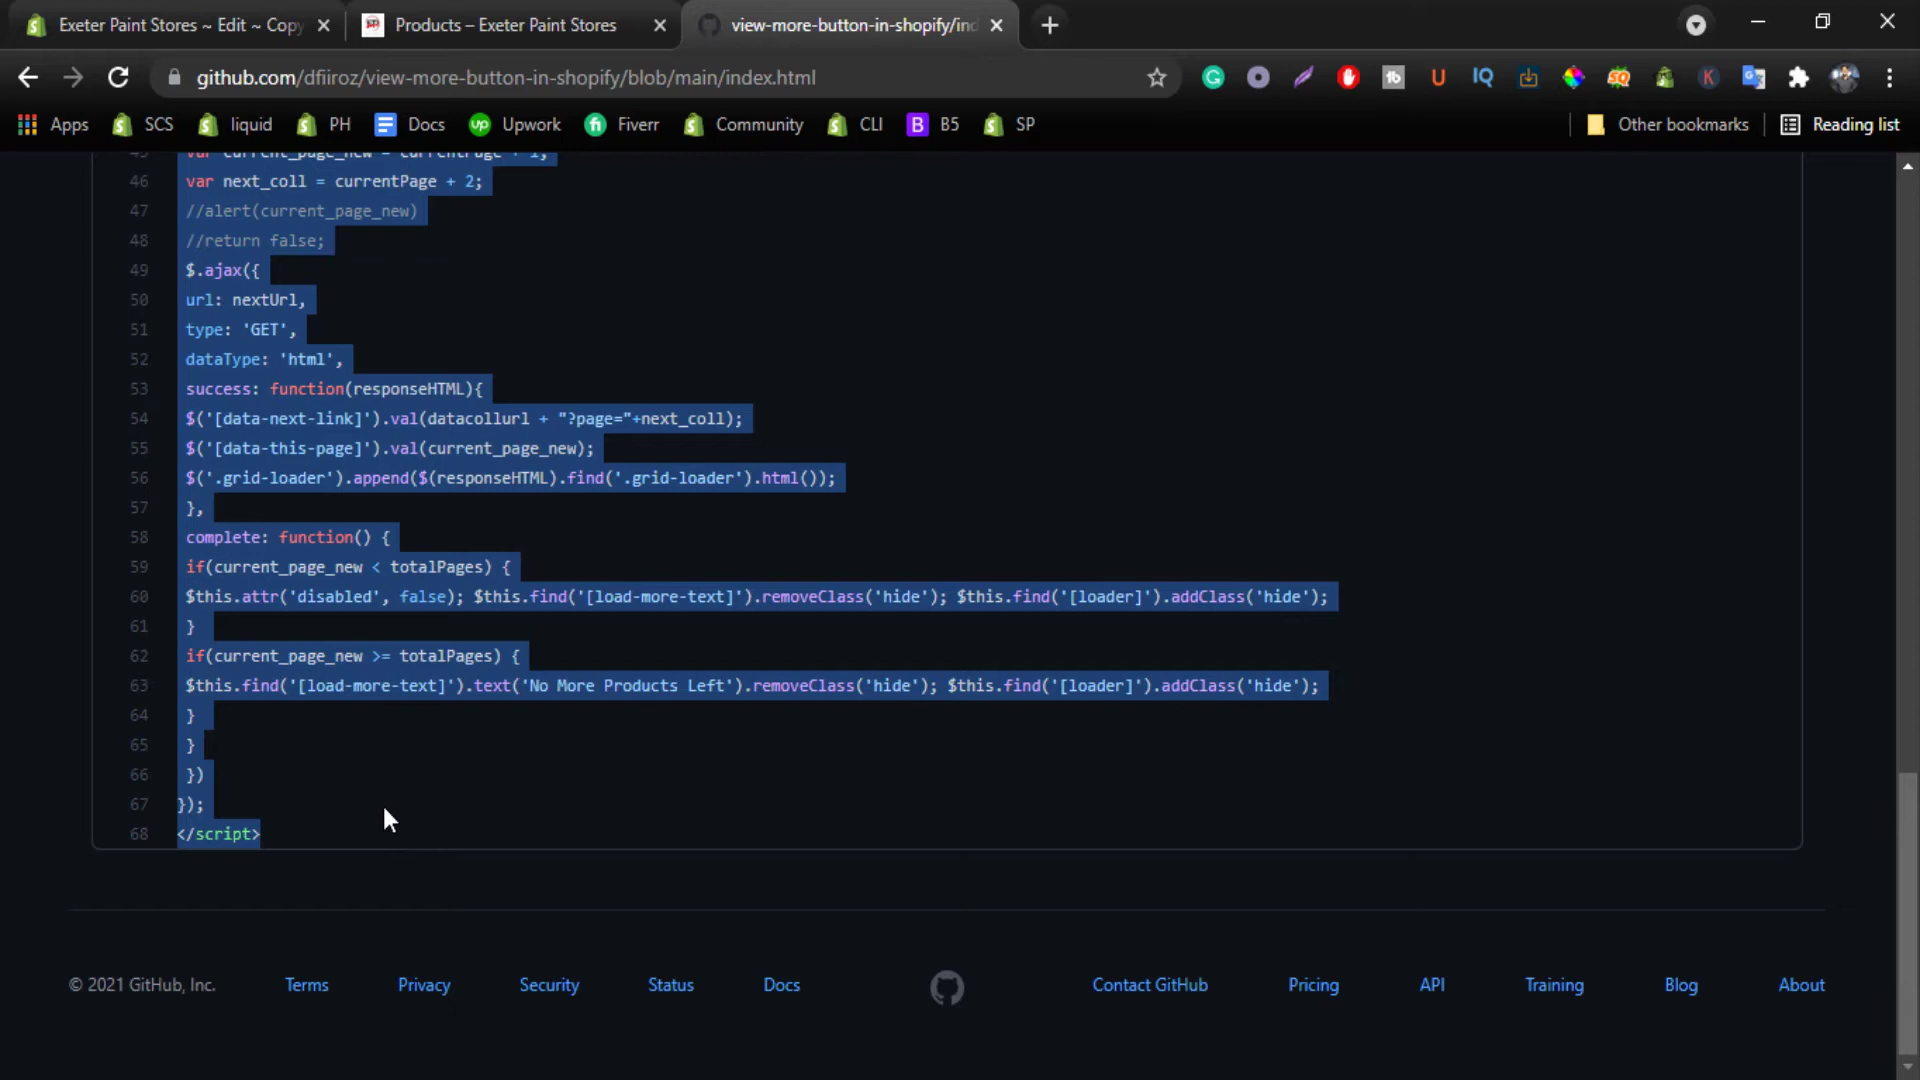 Exeter Paint Stores ~ Edit ~ Copy
Products – Exeter Paint Stores
view-more-button-in-shopify/ind
github.com/dfiiroz/view-more-button-in-shopify/blob/main/index.html
Apps SCS liquid PH Docs Upwork Fiverr Community CLI B5 SP Other bookmarks Reading list
45 var current_page_new = currentPage + 1;
46 var next_coll = currentPage + 2;
47 //alert(current_page_new)
48 //return false;
49 $.ajax({
50 url: nextUrl,
51 type: 'GET',
52 dataType: 'html',
53 success: function(responseHTML){
54 $('[data-next-link]').val(datacollurl + "?page="+next_coll);
55 $('[data-this-page]').val(current_page_new);
56 $('.grid-loader').append($(responseHTML).find('.grid-loader').html());
57 },
58 complete: function() {
59 if(current_page_new < totalPages) {
60 $this.attr('disabled', false); $this.find('[load-more-text]').removeClass('hide'); $this.find('[loader]').addClass('hide');
61 }
62 if(current_page_new >= totalPages) {
63 $this.find('[load-more-text]').text('No More Products Left').removeClass('hide'); $this.find('[loader]').addClass('hide');
64 }
65 }
66 })
67 });
68 </script>
© 2021 GitHub, Inc. Terms Privacy Security Status Docs Contact GitHub Pricing API Training Blog About